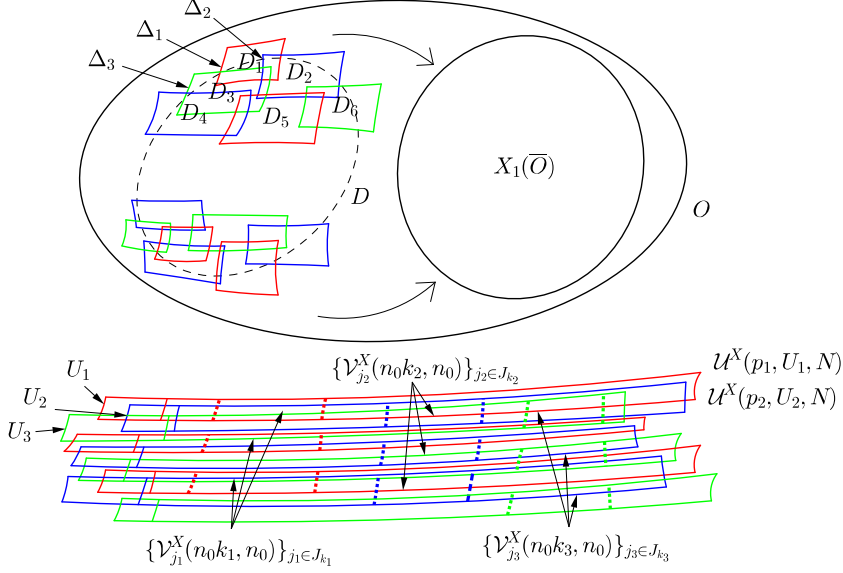 Δ₂
Δ₁
Δ₃
D₁
D₂
D₃
D₆
D₄
D₅
X₁(O̅)
D
O
{𝒱^X_{j₂}(n₀k₂, n₀)}_{j₂∈J_{k₂}}
𝒰^X(p₁, U₁, N)
U₁
𝒰^X(p₂, U₂, N)
U₂
U₃
{𝒱^X_{j₁}(n₀k₁, n₀)}_{j₁∈J_{k₁}}
{𝒱^X_{j₃}(n₀k₃, n₀)}_{j₃∈J_{k₃}}